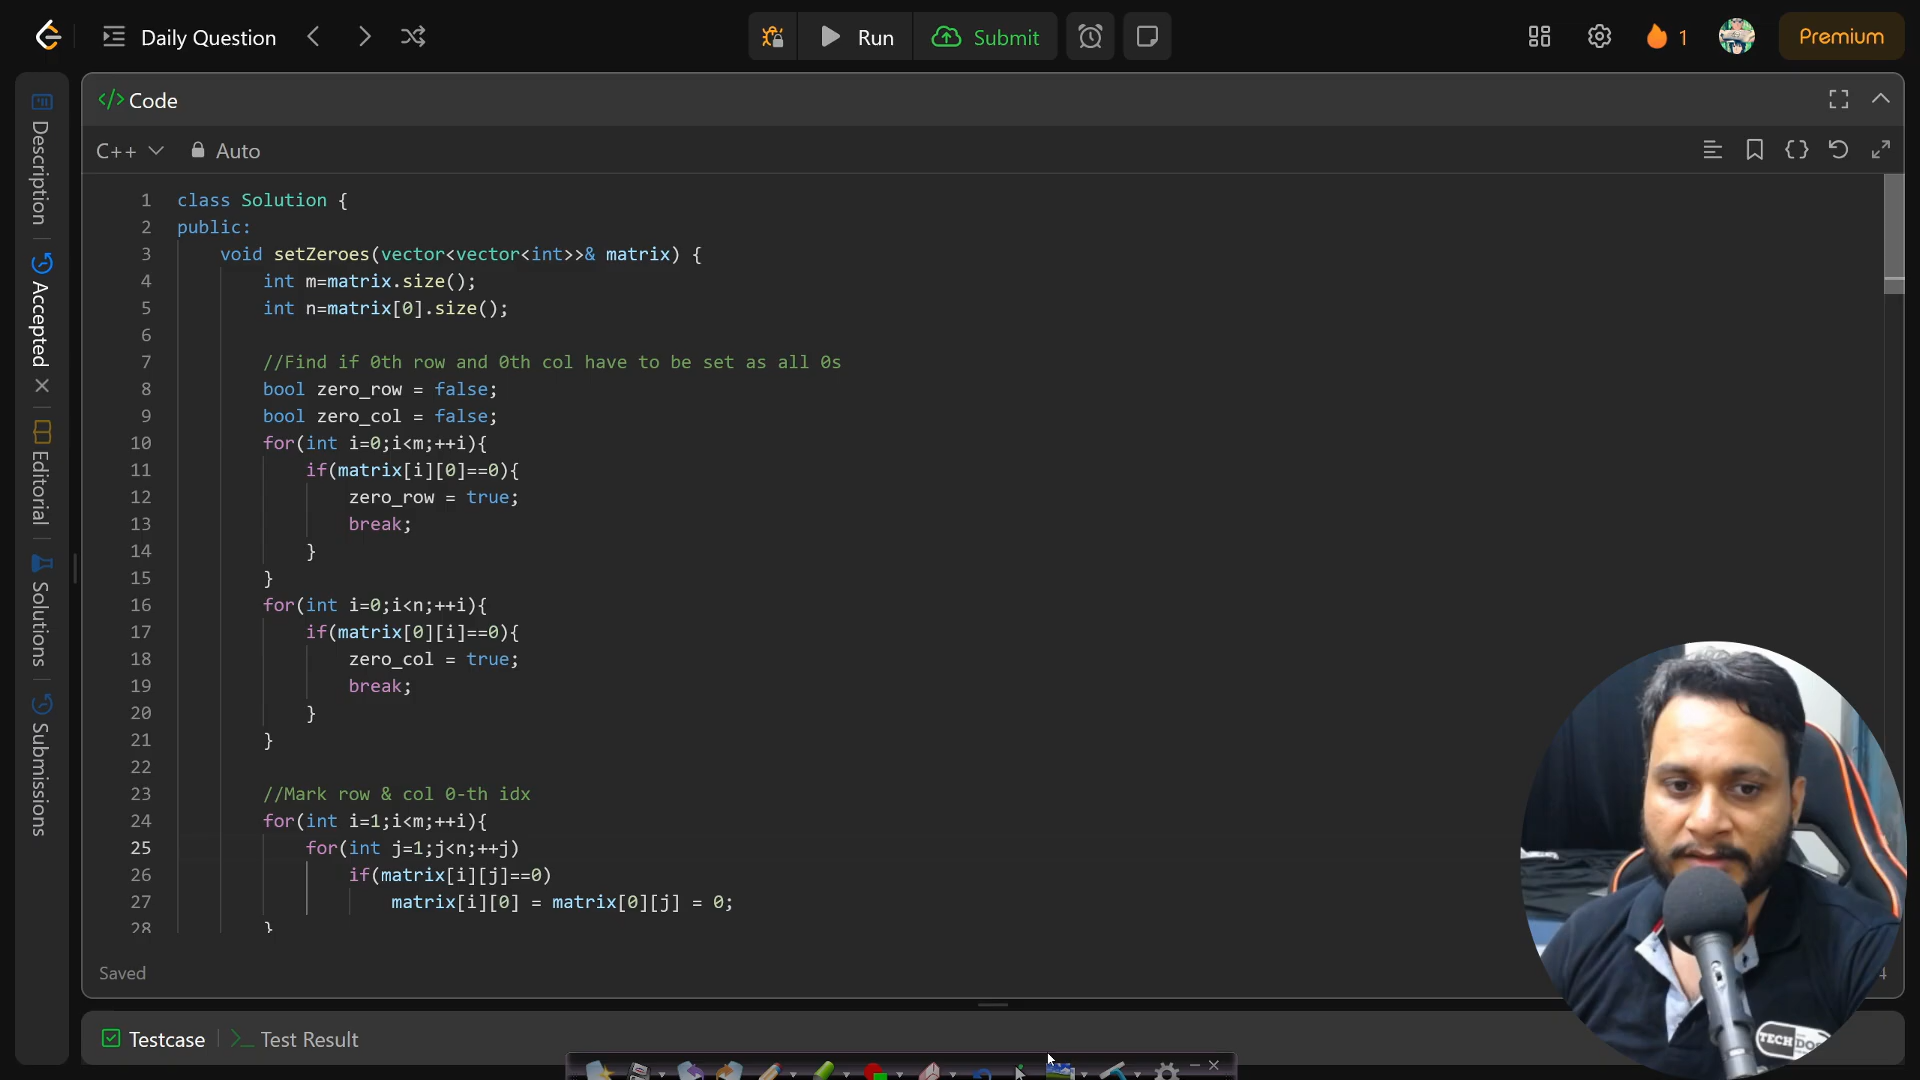 Daily Question
Run
Submit
1
Premium
</> Code
C++
Auto
Description
Accepted
Editorial
Solutions
Submissions
1 class Solution {
2 public:
3 void setZeroes(vector<vector<int>>& matrix) {
4 int m=matrix.size();
5 int n=matrix[0].size();
6
7 //Find if 0th row and 0th col have to be set as all 0s
8 bool zero_row = false;
9 bool zero_col = false;
10 for(int i=0;i<m;++i){
11 if(matrix[i][0]==0){
12 zero_row = true;
13 break;
14 }
15 }
16 for(int i=0;i<n;++i){
17 if(matrix[0][i]==0){
18 zero_col = true;
19 break;
20 }
21 }
22
23 //Mark row & col 0-th idx
24 for(int i=1;i<m;++i){
25 for(int j=1;j<n;++j)
26 if(matrix[i][j]==0)
27 matrix[i][0] = matrix[0][j] = 0;
28 }
Saved
Testcase
Test Result